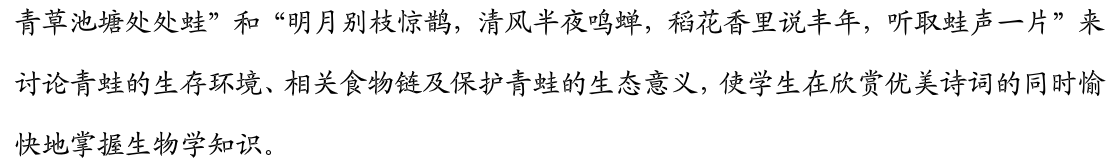 青草池塘处处蛙”和“明月别枝惊鹊，清风半夜鸣蝉，稻花香里说丰年，听取蛙声一片”来
讨论青蛙的生存环境、相关食物链及保护青蛙的生态意义，使学生在欣赏优美诗词的同时愉
快地掌握生物学知识。